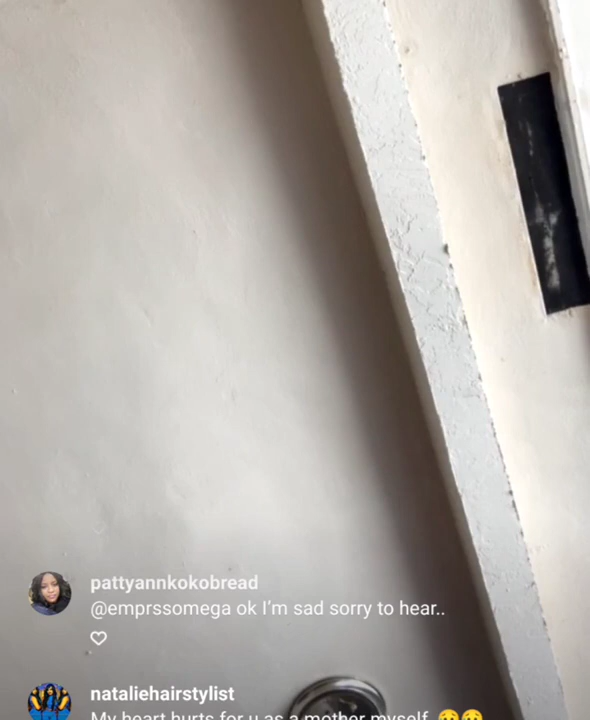 pattyannkokobread
@emprssomega ok I'm sad sorry to hear..
nataliehairstylist
My heart hurts for u as a mother myself. 🥺🥺